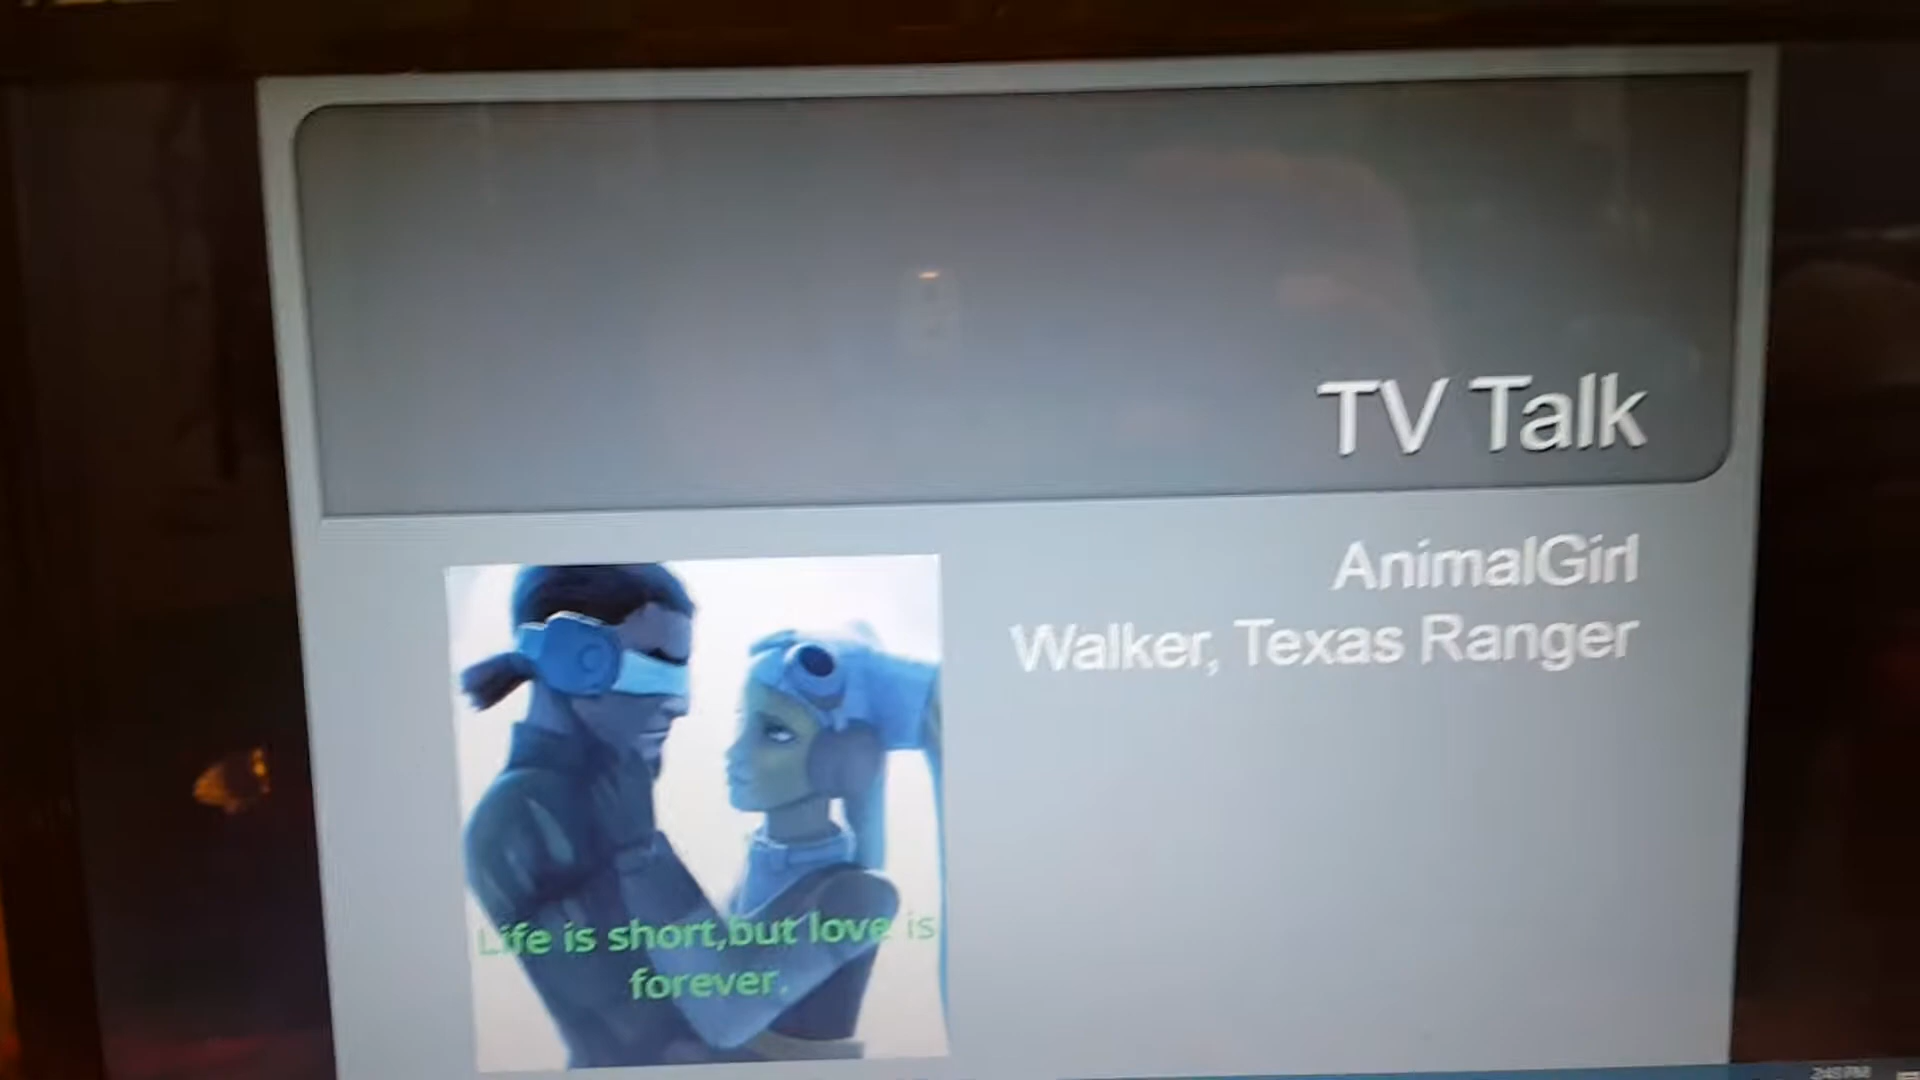 TV Talk
AnimalGirl
Walker, Texas Ranger
Life is short,but love is
forever.